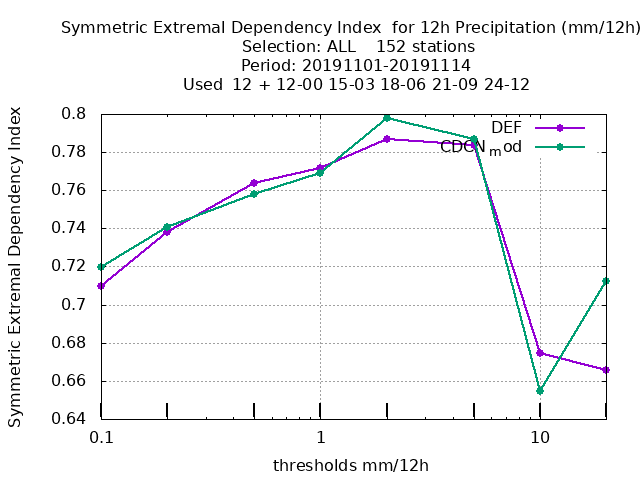 Symmetric Extremal Dependency Index  for 12h Precipitation (mm/12h)
Selection: ALL    152 stations
Period: 20191101-20191114
Used  12 + 12-00 15-03 18-06 21-09 24-12
Symmetric Extremal Dependency Index
0.8
0.78
0.76
0.74
0.72
0.7
0.68
0.66
0.64
DEF
CDCN_mod
0.1
1
10
thresholds mm/12h